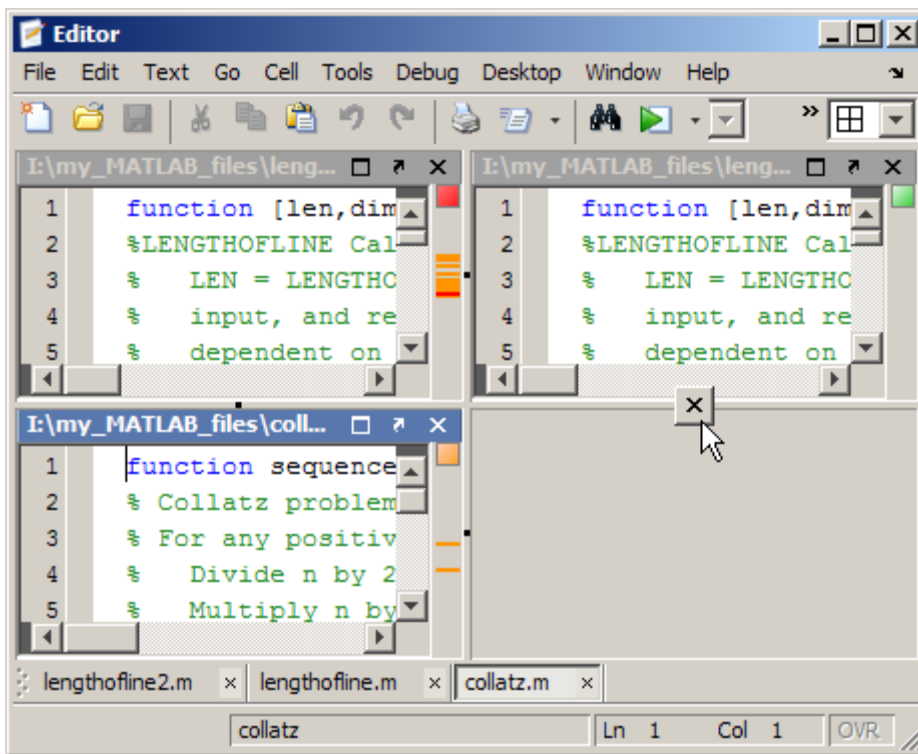 Editor
File Edit Text Go Cell Tools Debug Desktop Window Help
I:\my_MATLAB_files\leng...
1 function [len,dim
2 %LENGTHOFLINE Cal
3 % LEN = LENGTHO
4 % input, and re
5 % dependent on
I:\my_MATLAB_files\leng...
1 function [len,dim
2 %LENGTHOFLINE Cal
3 % LEN = LENGTHO
4 % input, and re
5 % dependent on
I:\my_MATLAB_files\coll...
1 function sequence
2 % Collatz problem
3 % For any positiv
4 % Divide n by 2
5 % Multiply n by
lengthofline2.m × lengthofline.m × collatz.m ×
collatz Ln 1 Col 1 OVR